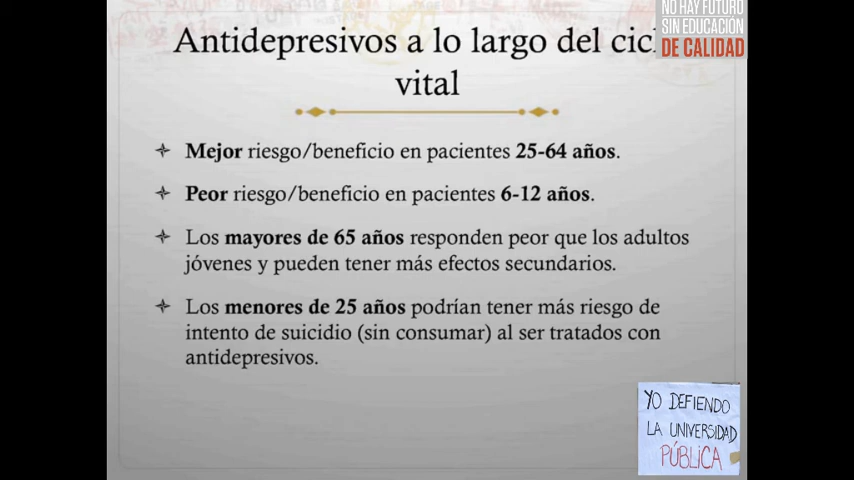 NO HAY FUTURO
SIN EDUCACIÓN
DE CALIDAD
Antidepresivos a lo largo del
vital
Mejor riesgo/beneficio en pacientes 25-64 años.
Peor riesgo/beneficio en pacientes 6-12 años.
Los mayores de 65 años responden peor que los adultos
jóvenes y pueden tener más efectos secundarios.
Los menores de 25 años podrían tener más riesgo de
intento de suicidio (sin consumar) al ser tratados con
antidepresivos.
YO DEFIENDO
LA UNIVERSIDAD
PÚBLICA